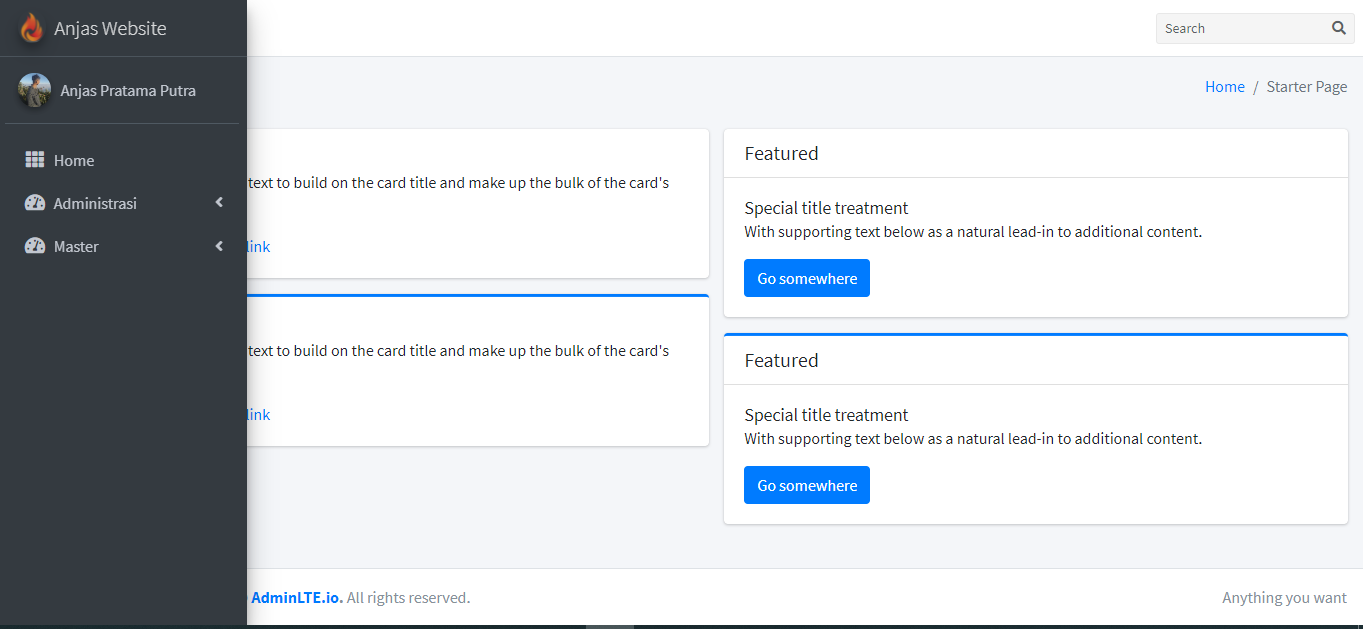 Anjas Website
Search
Anjas Pratama Putra
Home / Starter Page
Home
Administrasi
Master
text to build on the card title and make up the bulk of the card's
link
text to build on the card title and make up the bulk of the card's
link
Featured
Special title treatment
With supporting text below as a natural lead-in to additional content.
Go somewhere
Featured
Special title treatment
With supporting text below as a natural lead-in to additional content.
Go somewhere
AdminLTE.io. All rights reserved.
Anything you want